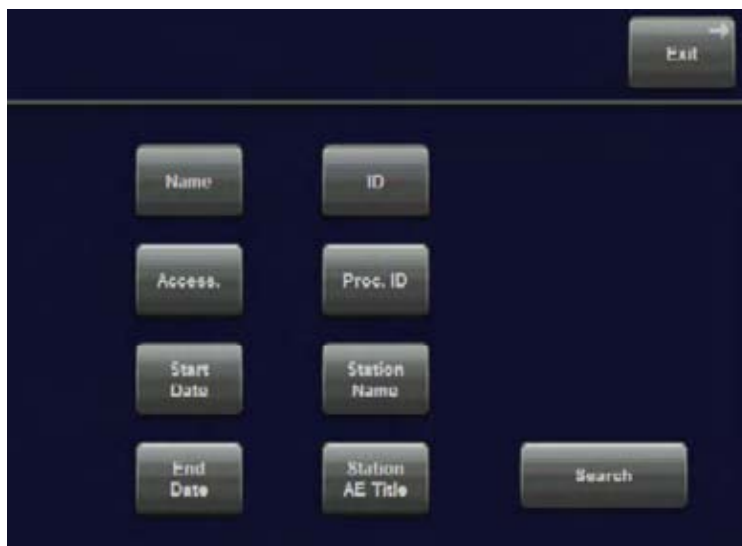 Exit
Name
ID
Access.
Proc. ID
Start
Date
Station
Name
End
Date
Station
AE Title
Search